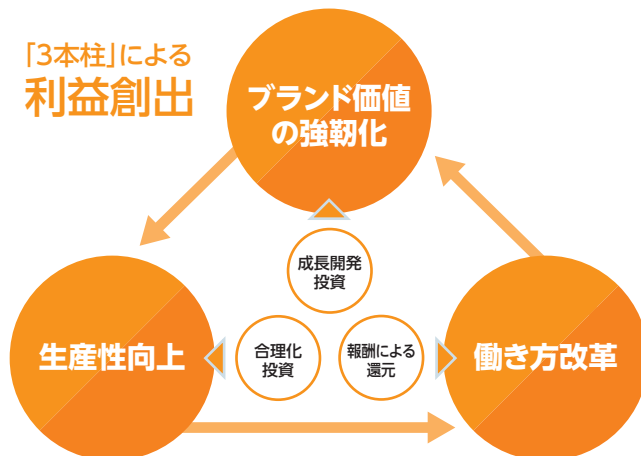 「3本柱」による
利益創出
ブランド価値
の強靭化
成長開発
投資
生産性向上
合理化
投資
報酬による
還元
働き方改革